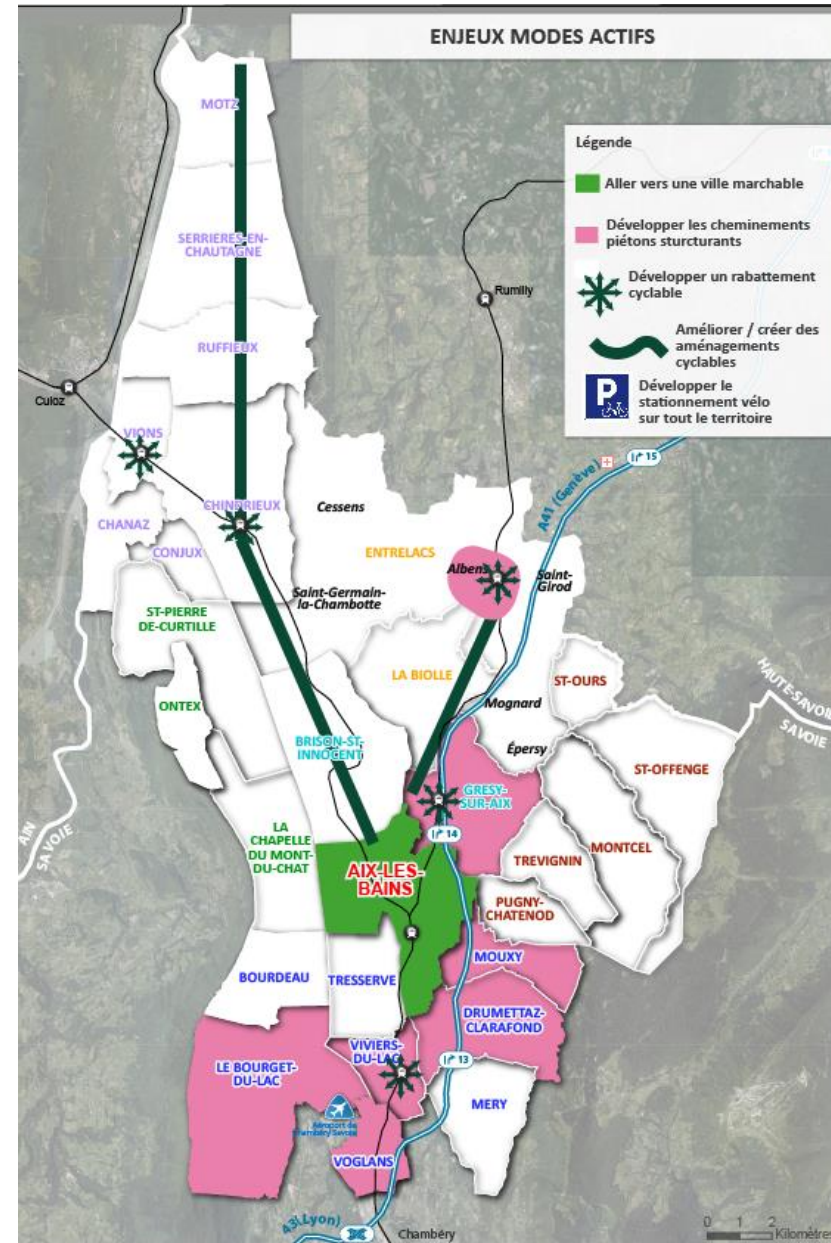 ENJEUX MODES ACTIFS
Légende
Aller vers une ville marchable
Développer les cheminements
piétons sturcturants
Développer un rabattement
cyclable
Améliorer / créer des
aménagements
cyclables
P
Développer le
stationnement vélo
sur tout le territoire
MOTZ
SERRIERES-EN-
CHAUTAGNE
RUFFIEUX
Rumilly
Culoz
VIONS
CHINDRIEUX
CHANAZ
CONJUX
Cessens
ENTRELACS
Albens
Saint-
Girod
Saint-Germain-
la-Chambotte
A41 (Genève)
15
ST-PIERRE
DE-CURTILLE
ONTEX
LA BIOLLE
Mognard
Épersy
ST-OURS
HAUTE-SAVOIE
SAVOIE
ST-OFFENGE
BRISON-ST-
INNOCENT
GRESY-
SUR-AIX
14
MONTCEL
TREVIGNIN
PUGNY-
CHATENOD
AIN
SAVOIE
LA
CHAPELLE
DU MONT-
DU-CHAT
AIX-LES-
BAINS
MOUXY
BOURDEAU
TRESSERVE
DRUMETTAZ-
CLARAFOND
VIVIERS-
DU-LAC
13
LE BOURGET-
DU-LAC
MERY
Aéroport de
Chambéry Savoie
VOGLANS
43(Lyon)
Chambéry
0 1 2
Kilomètres